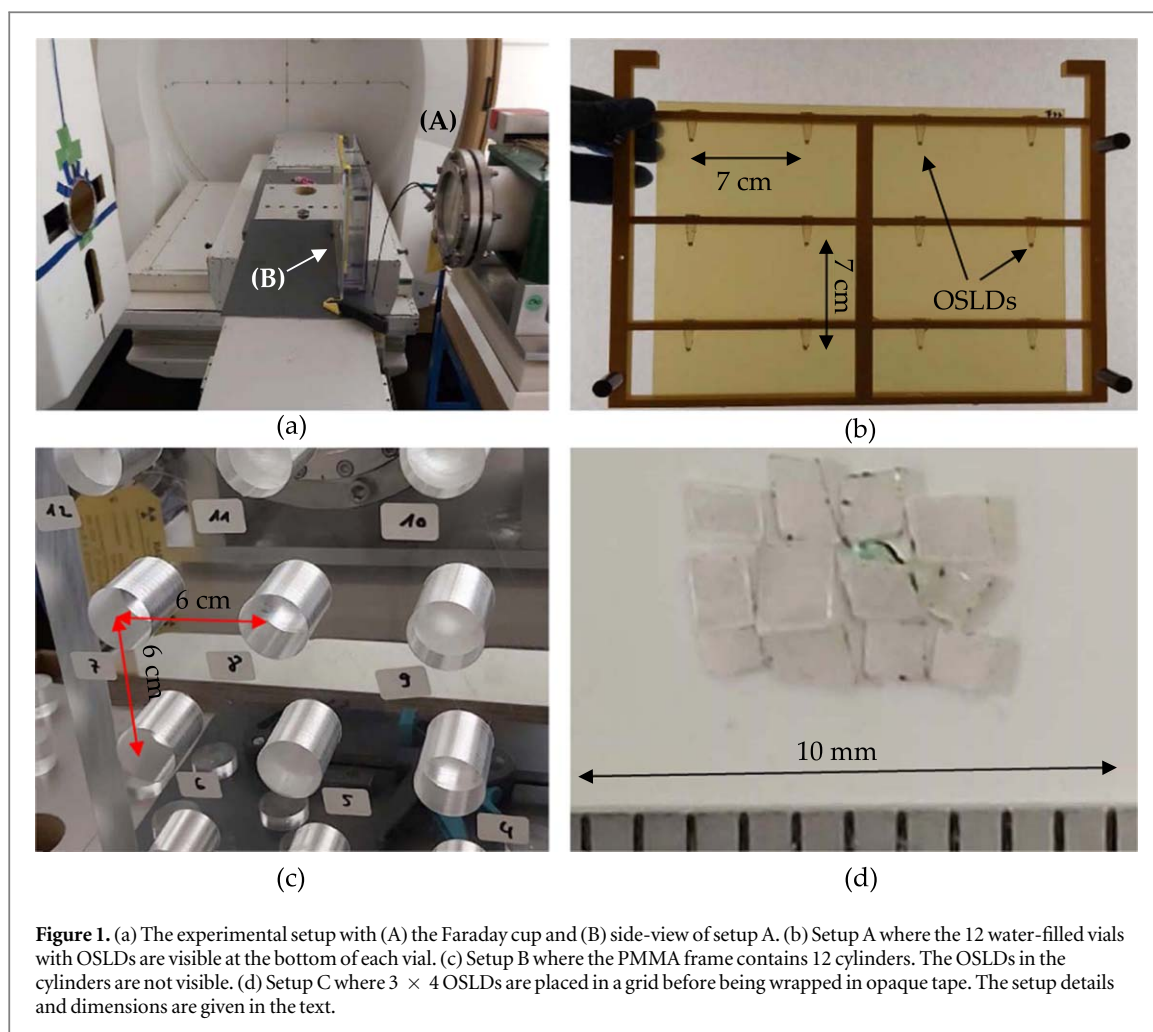 (A)
(B)
(a)
7 cm
7 cm
OSLDs
(b)
12
11
10
6 cm
6 cm
7
8
9
6
5
4
(c)
10 mm
(d)
Figure 1. (a) The experimental setup with (A) the Faraday cup and (B) side-view of setup A. (b) Setup A where the 12 water-filled vials
with OSLDs are visible at the bottom of each vial. (c) Setup B where the PMMA frame contains 12 cylinders. The OSLDs in the
cylinders are not visible. (d) Setup C where 3 × 4 OSLDs are placed in a grid before being wrapped in opaque tape. The setup details
and dimensions are given in the text.